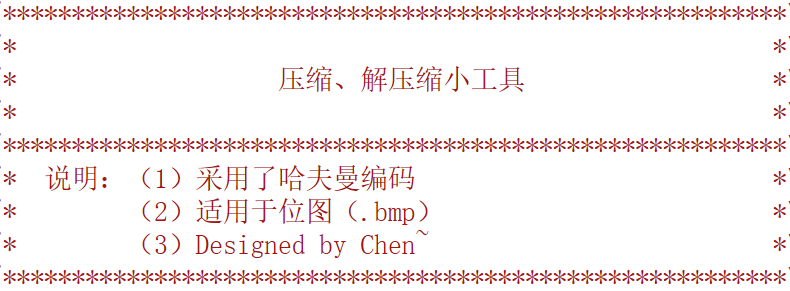 *********************************************************
*                                                       *
*                   压缩、解压缩小工具                  *
*                                                       *
*********************************************************
*  说明：（1）采用了哈夫曼编码                          *
*        （2）适用于位图（.bmp）                        *
*        （3）Designed by Chen~                         *
*********************************************************